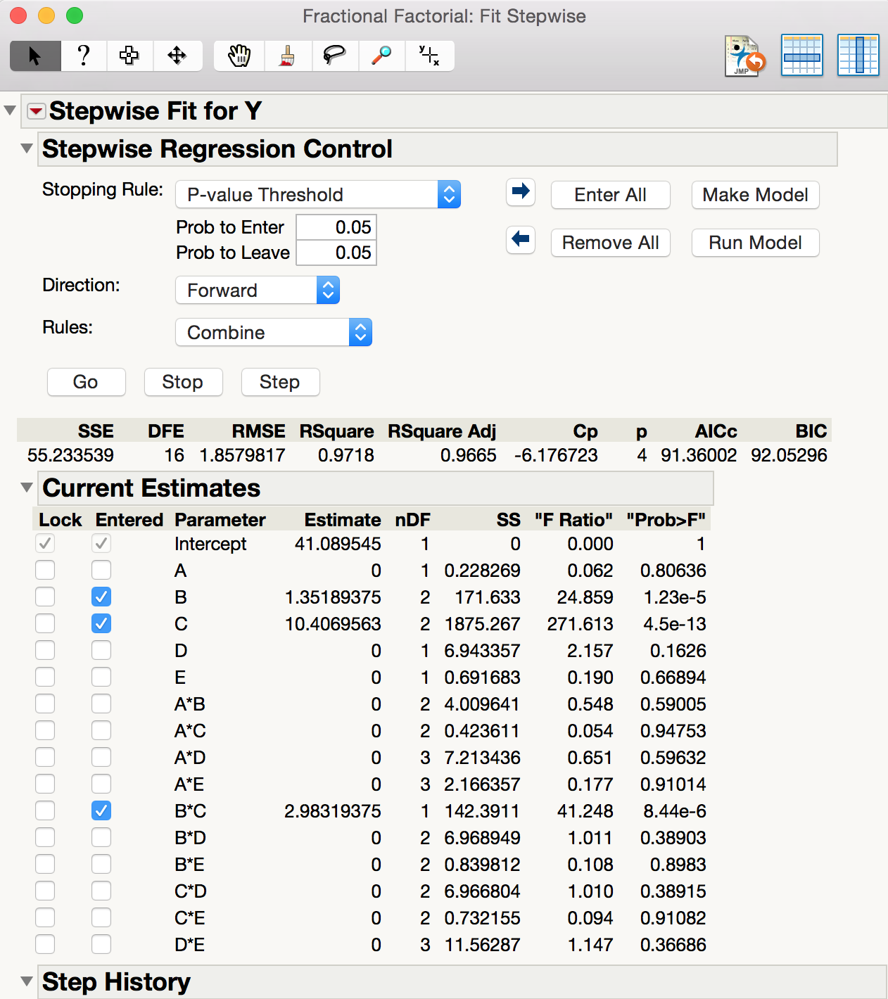 Fractional Factorial: Fit Stepwise
? y x JMP
Stepwise Fit for Y
Stepwise Regression Control
Stopping Rule: P-value Threshold Enter All Make Model
Prob to Enter 0.05
Prob to Leave 0.05 Remove All Run Model
Direction: Forward
Rules: Combine
Go Stop Step
SSE DFE RMSE RSquare RSquare Adj Cp p AICc BIC
55.233539 16 1.8579817 0.9718 0.9665 -6.176723 4 91.36002 92.05296
Current Estimates
Lock Entered Parameter Estimate nDF SS "F Ratio" "Prob>F"
Intercept 41.089545 1 0 0.000 1
A 0 1 0.228269 0.062 0.80636
B 1.35189375 2 171.633 24.859 1.23e-5
C 10.4069563 2 1875.267 271.613 4.5e-13
D 0 1 6.943357 2.157 0.1626
E 0 1 0.691683 0.190 0.66894
A*B 0 2 4.009641 0.548 0.59005
A*C 0 2 0.423611 0.054 0.94753
A*D 0 3 7.213436 0.651 0.59632
A*E 0 3 2.166357 0.177 0.91014
B*C 2.98319375 1 142.3911 41.248 8.44e-6
B*D 0 2 6.968949 1.011 0.38903
B*E 0 2 0.839812 0.108 0.8983
C*D 0 2 6.966804 1.010 0.38915
C*E 0 2 0.732155 0.094 0.91082
D*E 0 3 11.56287 1.147 0.36686
Step History